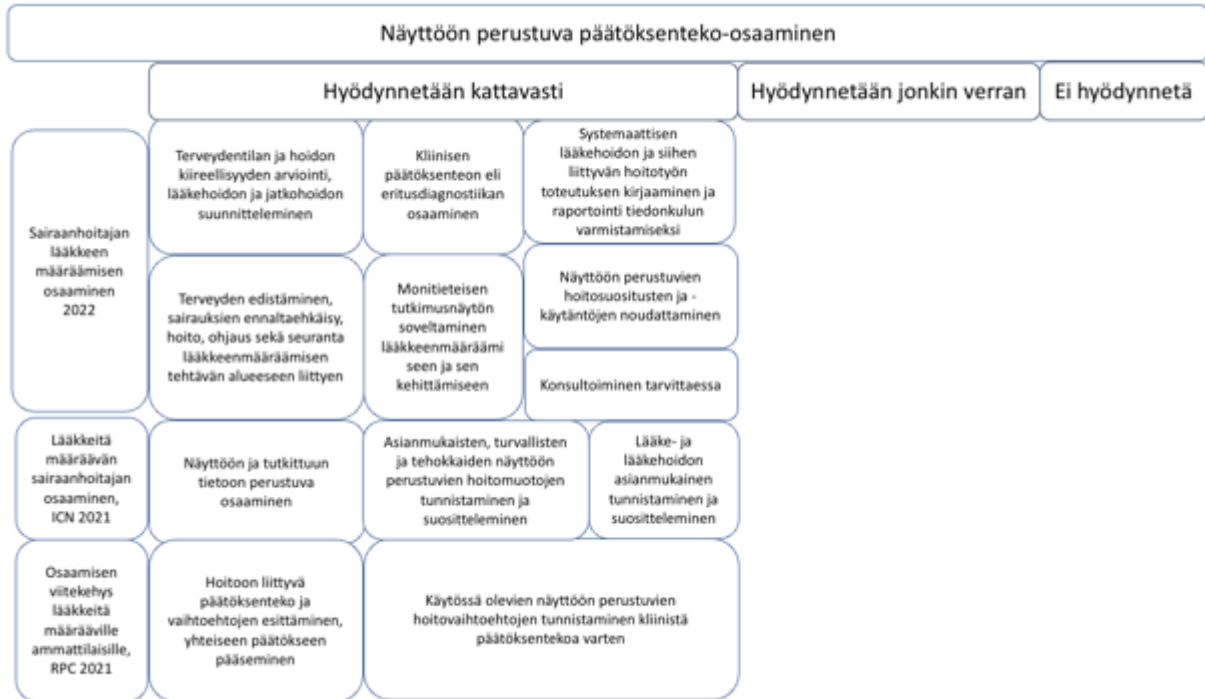 Näyttöön perustuva päätöksenteko-osaaminen
Hyödynnetään kattavasti
Hyödynnetään jonkin verran
Ei hyödynnetä
Sairaanhoitajan
lääkkeen
määräämisen
osaaminen
2022
Terveydentilan ja hoidon
kiireellisyyden arviointi,
lääkehoidon ja jatkohoidon
suunnitteleminen
Kliinisen
päätöksenteon eli
eritusdiagnostiikan
osaaminen
Systemaattisen
lääkehoidon ja siihen
liittyvän hoitotyön
toteutuksen kirjaaminen ja
raportointi tiedonkulun
varmistamiseksi
Terveyden edistäminen,
sairauksien ennaltaehkäisy,
hoito, ohjaus sekä seuranta
lääkkeenmääräämisen
tehtävän alueeseen liittyen
Monitieteisen
tutkimusnäytön
soveltaminen
lääkkeenmääräämi
seen ja sen
kehittämiseen
Näyttöön perustuvien
hoitosuositusten ja -
käytäntöjen noudattaminen
Konsultoiminen tarvittaessa
Lääkkeitä
määräävän
sairaanhoitajan
osaaminen,
ICN 2021
Näyttöön ja tutkittuun
tietoon perustuva
osaaminen
Asianmukaisten, turvallisten
ja tehokkaiden näyttöön
perustuvien hoitomuotojen
tunnistaminen ja
suositteleminen
Lääke- ja
lääkehoidon
asianmukainen
tunnistaminen ja
suositteleminen
Osaamisen
viitekehys
lääkkeitä
määrääville
ammattilaisille,
RPC 2021
Hoitoon liittyvä
päätöksenteko ja
vaihtoehtojen esittäminen,
yhteiseen päätökseen
pääseminen
Käytössä olevien näyttöön perustuvien
hoitovaihtoehtojen tunnistaminen kliinistä
päätöksentekoa varten